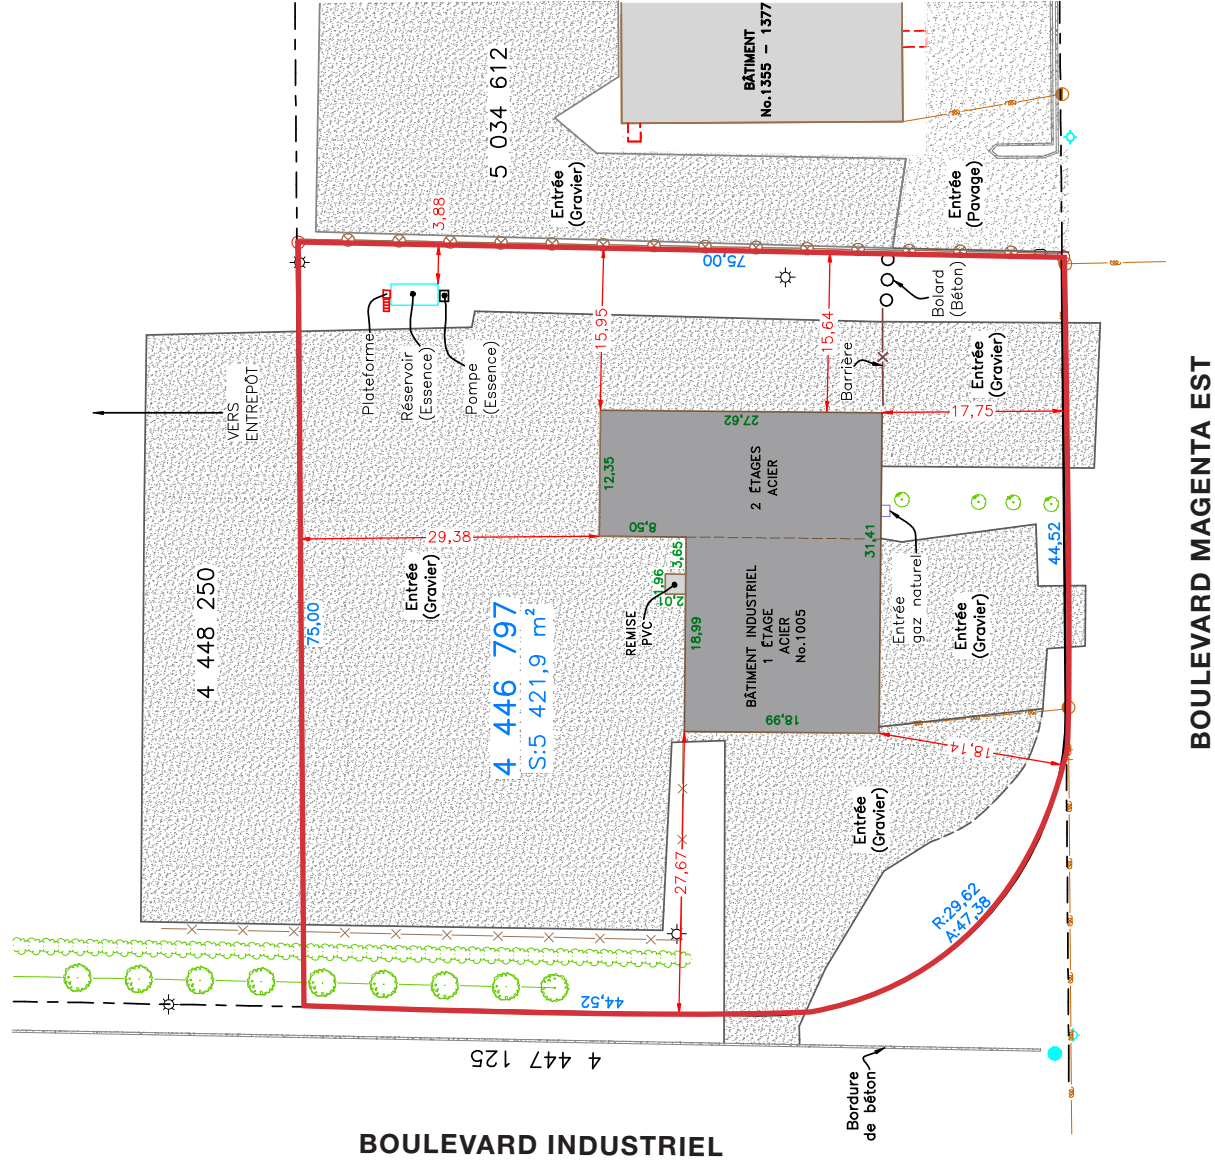 5 034 612
BÂTIMENT
No.1355 – 1377
Entrée
(Gravier)
Entrée
(Pavage)
3,88
75,00
15,95
15,64
Bolard
(Béton)
Barrière
Plateforme
Réservoir
(Essence)
Pompe
(Essence)
VERS
ENTREPÔT
Entrée
(Gravier)
17,75
27,62
12,35
2 ÉTAGES
ACIER
8,50
29,38
31,41
3,65
1,96
2,01
REMISE
PVC
18,99
BÂTIMENT INDUSTRIEL
1 ÉTAGE
ACIER
No.1005
18,99
Entrée
gaz naturel
44,52
Entrée
(Gravier)
Entrée
(Gravier)
4 448 250
75,00
4 446 797
S:5 421,9 m²
18,14
Entrée
(Gravier)
27,67
R:29,62
A:47,38
44,52
4 447 125
Bordure
de béton
BOULEVARD INDUSTRIEL
BOULEVARD MAGENTA EST